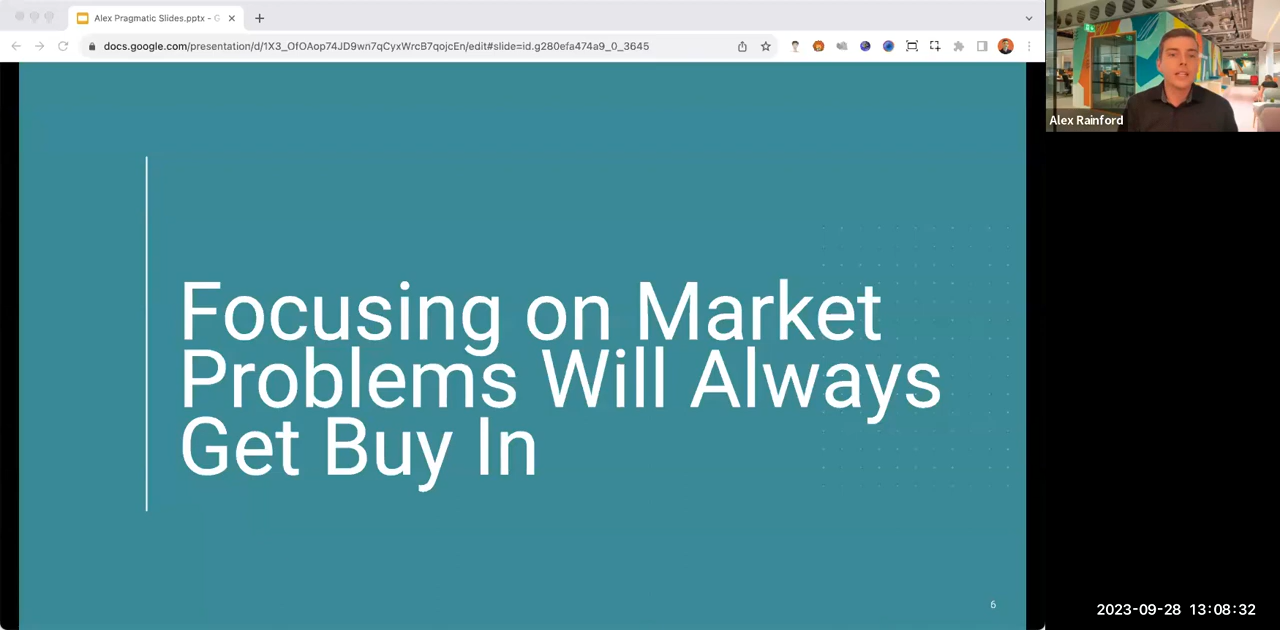 Alex Pragmatic Slides.pptx - G
docs.google.com/presentation/d/1X3_OfOAop74JD9wn7qCyxWrcB7qojcEn/edit#slide=id.g280efa474a9_0_3645
Alex Rainford
Focusing on Market
Problems Will Always
Get Buy In
6
2023-09-28 13:08:32